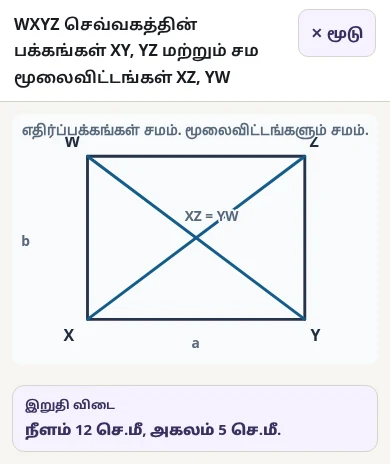 WXYZ செவ்வகத்தின்
பக்கங்கள் XY, YZ மற்றும் சம
மூலைவிட்டங்கள் XZ, YW
× மூடு
எதிர்ப்பக்கங்கள் சமம். மூலைவிட்டங்களும் சமம்.
W
Z
XZ = YW
b
X
Y
a
இறுதி விடை
நீளம் 12 செ.மீ, அகலம் 5 செ.மீ.